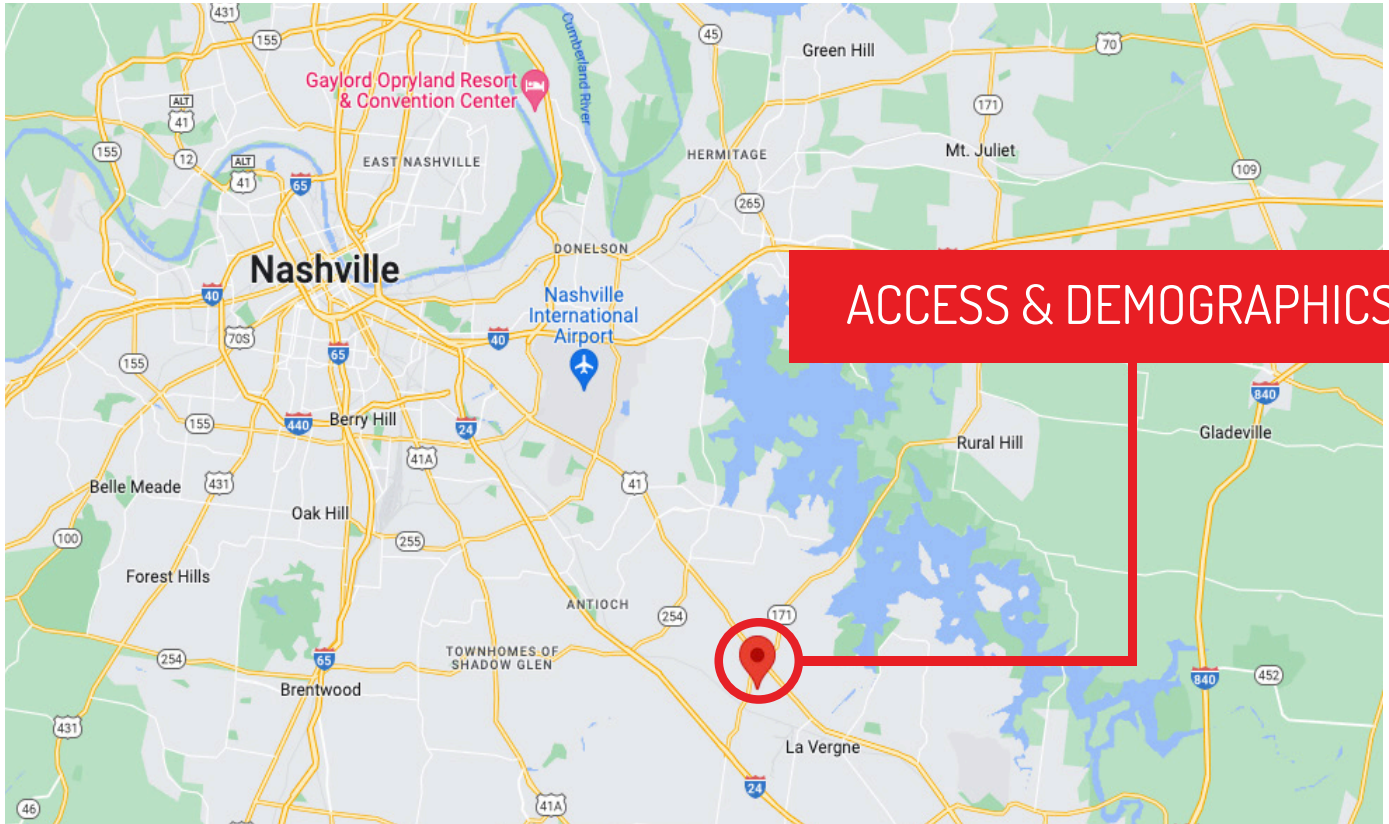 431
155
45
Green Hill
70
Cumberland River
Gaylord Opryland Resort
& Convention Center
ALT
41
171
155
12
ALT
41
EAST NASHVILLE
65
HERMITAGE
Mt. Juliet
109
265
DONELSON
Nashville
40
Nashville
International
Airport
ACCESS & DEMOGRAPHICS
70S
65
40
155
840
440
Berry Hill
24
155
41A
Rural Hill
Gladeville
Belle Meade
431
41
Oak Hill
100
255
Forest Hills
ANTIOCH
254
171
254
65
TOWNHOMES OF
SHADOW GLEN
Brentwood
840
452
431
La Vergne
24
46
41A